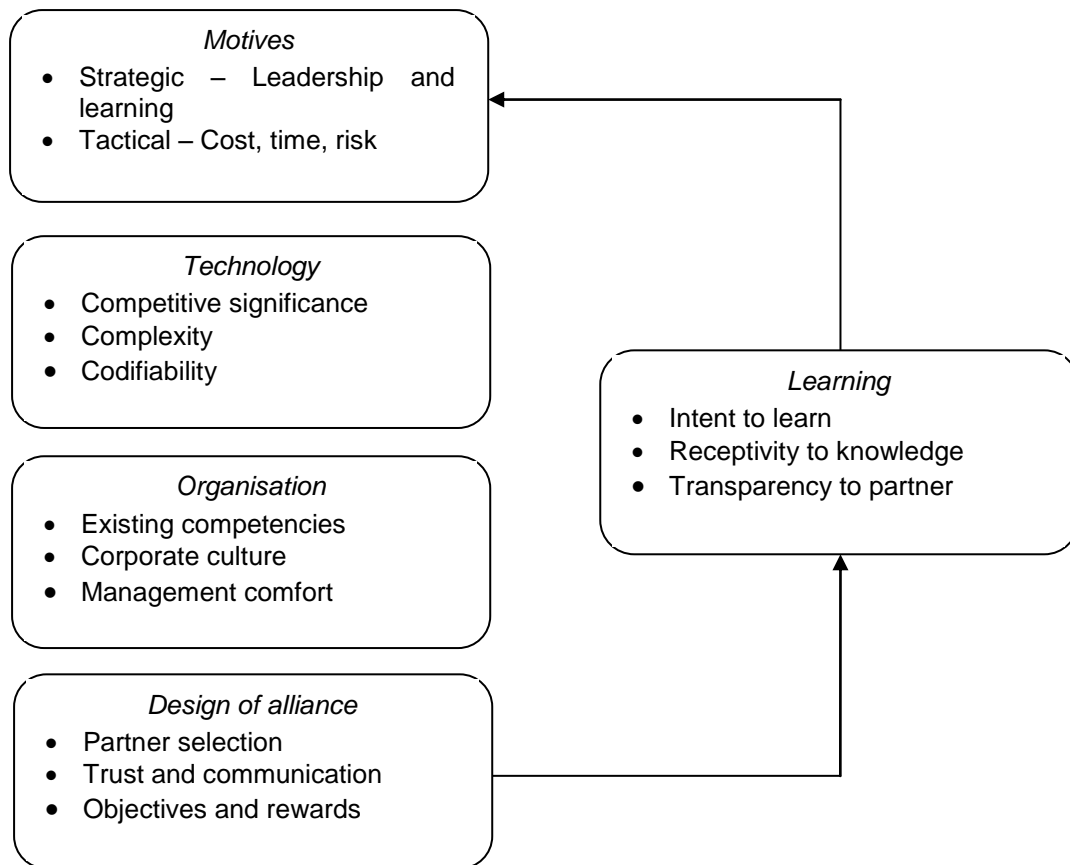 Motives
• Strategic – Leadership and
learning
• Tactical – Cost, time, risk
Technology
• Competitive significance
• Complexity
• Codifiability
Organisation
• Existing competencies
• Corporate culture
• Management comfort
Design of alliance
• Partner selection
• Trust and communication
• Objectives and rewards
Learning
• Intent to learn
• Receptivity to knowledge
• Transparency to partner